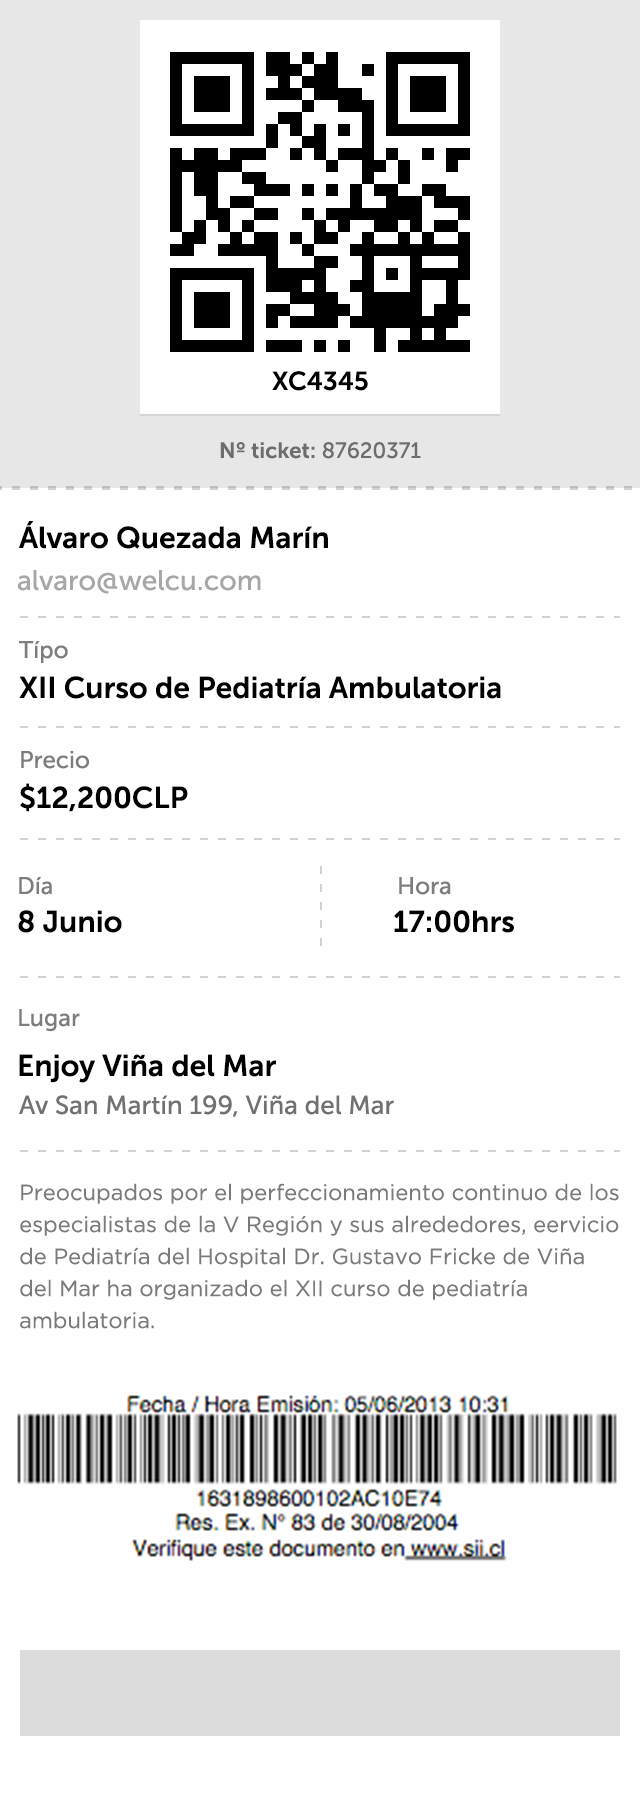 XC4345
Nº ticket: 87620371
Álvaro Quezada Marín
alvaro@welcu.com
Típo
XII Curso de Pediatría Ambulatoria
Precio
$12,200CLP
Día
Hora
8 Junio
17:00hrs
Lugar
Enjoy Viña del Mar
Av San Martín 199, Viña del Mar
Preocupados por el perfeccionamiento continuo de los
especialistas de la V Región y sus alrededores, eervicio
de Pediatría del Hospital Dr. Gustavo Fricke de Viña
del Mar ha organizado el XII curso de pediatría
ambulatoria.
Fecha / Hora Emisión: 05/06/2013 10:31
1631898600102AC10E74
Res. Ex. N° 83 de 30/08/2004
Verifique este documento en www.sii.cl